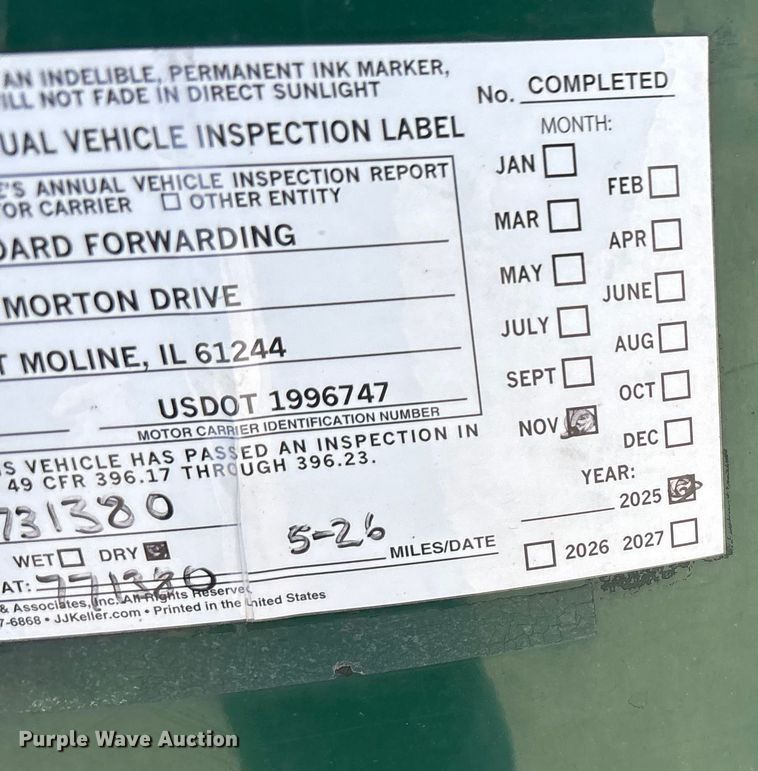 AN INDELIBLE, PERMANENT INK MARKER,
ILL NOT FADE IN DIRECT SUNLIGHT
No. COMPLETED
UAL VEHICLE INSPECTION LABEL
E'S ANNUAL VEHICLE INSPECTION REPORT
OR CARRIER OTHER ENTITY
OARD FORWARDING
MORTON DRIVE
T MOLINE, IL 61244
USDOT 1996747
MOTOR CARRIER IDENTIFICATION NUMBER
S VEHICLE HAS PASSED AN INSPECTION IN
49 CFR 396.17 THROUGH 396.23.
731380
5-26
MILES/DATE
WET DRY
AT: 771380
& Associates, Inc. All Rights Reserved
7-6868 • JJKeller.com • Printed in the United States
MONTH:
JAN
FEB
MAR
APR
MAY
JUNE
JULY
AUG
SEPT
OCT
NOV
DEC
YEAR:
2025
2026 2027
Purple Wave Auction